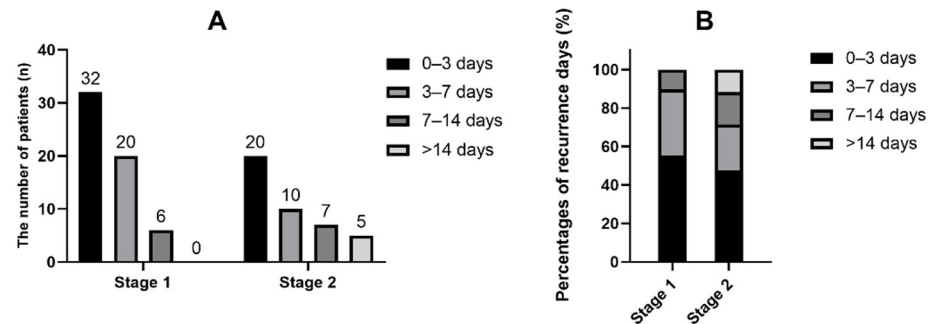 A
The number of patients (n)
40
30
20
10
0
32
20
6
0
20
10
7
5
Stage 1
Stage 2
0–3 days
3–7 days
7–14 days
>14 days
B
Percentages of recurrence days (%)
100
80
60
40
20
0
Stage 1
Stage 2
0–3 days
3–7 days
7–14 days
>14 days